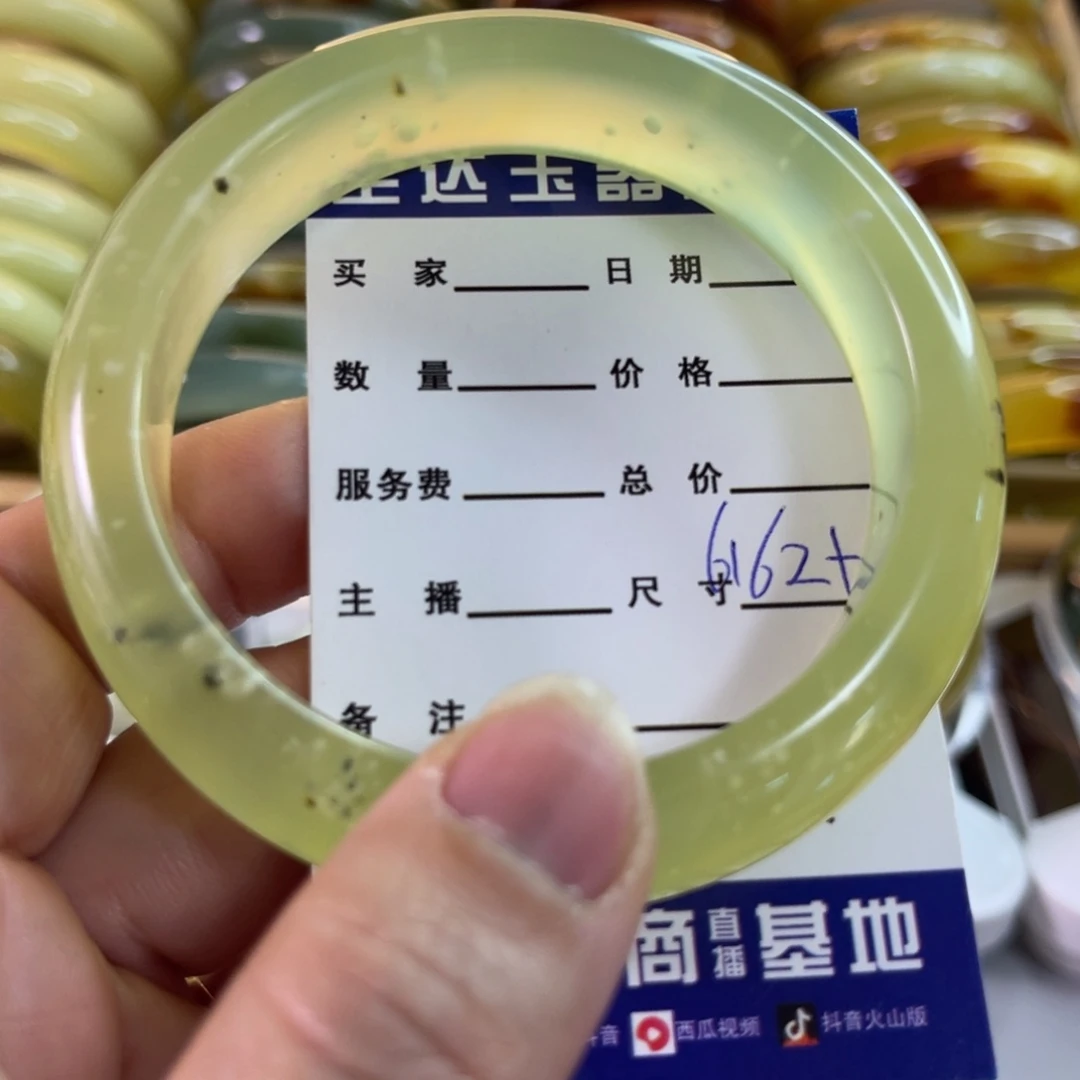 达玉器
买 家 日 期
数 量 价 格
服务费 总 价
主 播 尺 寸 6162+
备 注
商直播基地
抖音 西瓜视频 抖音火山版